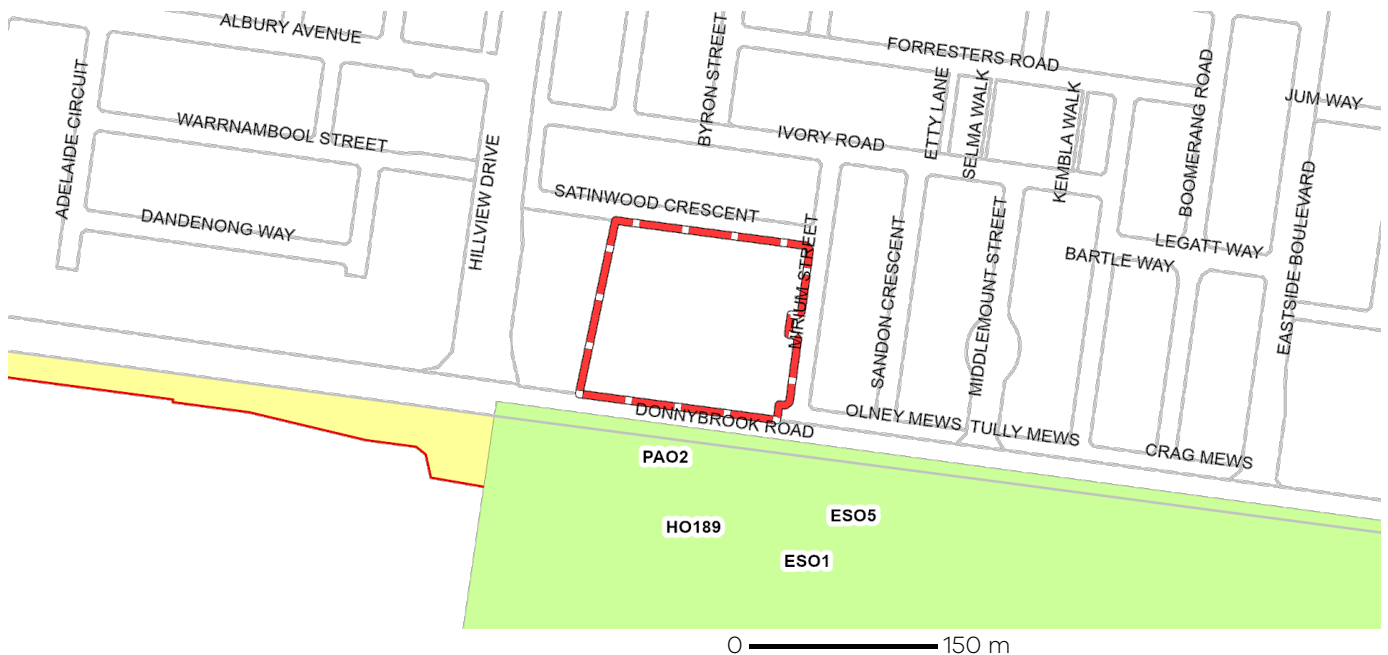 ALBURY AVENUE
BYRON STREET
FORRESTERS ROAD
ADELAIDE CIRCUIT
WARRNAMBOOL STREET
HILLVIEW DRIVE
IVORY ROAD
ETTY LANE
SELMA WALK
KEMBLA WALK
BOOMERANG ROAD
JUM WAY
DANDENONG WAY
SATINWOOD CRESCENT
MIRIUM STREET
SANDON CRESCENT
MIDDLEMOUNT STREET
BARTLE WAY
LEGATT WAY
EASTSIDE BOULEVARD
DONNYBROOK ROAD
OLNEY MEWS
TULLY MEWS
CRAG MEWS
PAO2
HO189
ESO5
ESO1
0 150 m